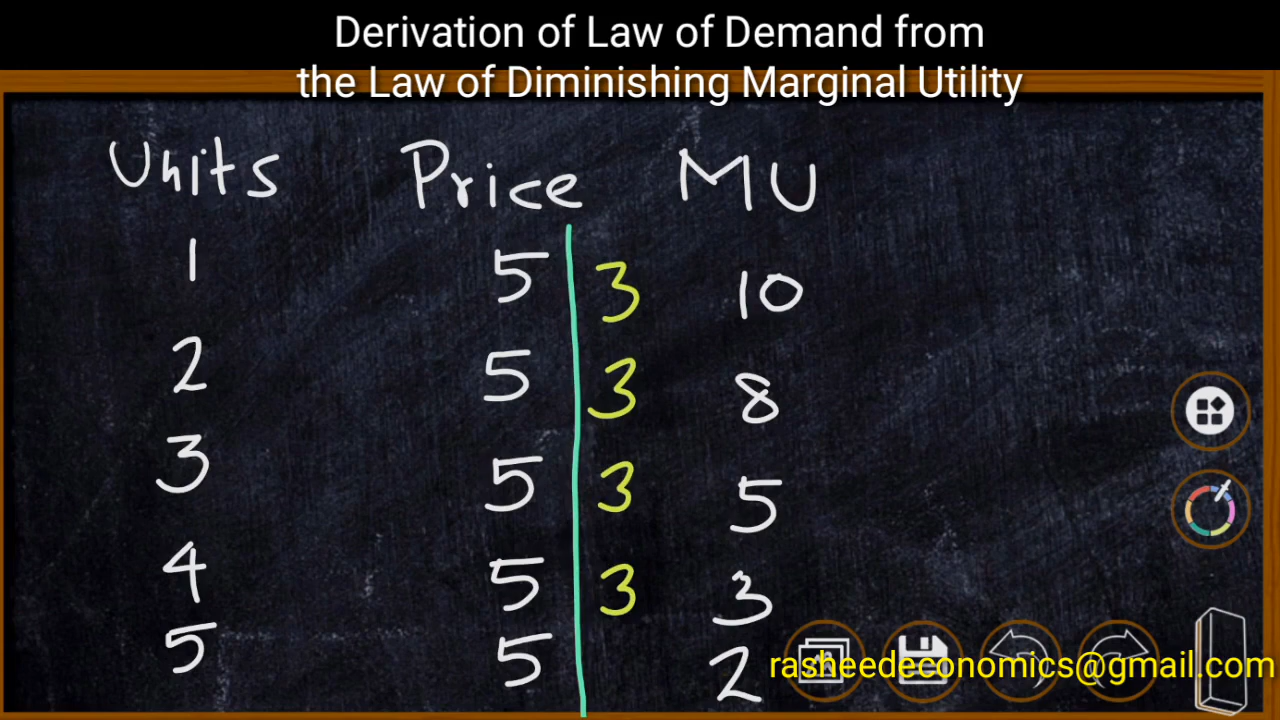 Derivation of Law of Demand from
the Law of Diminishing Marginal Utility
Units Price MU
1 5 3 10
2 5 3 8
3 5 3 5
4 5 3 3
5 5 2
rasheedeconomics@gmail.com